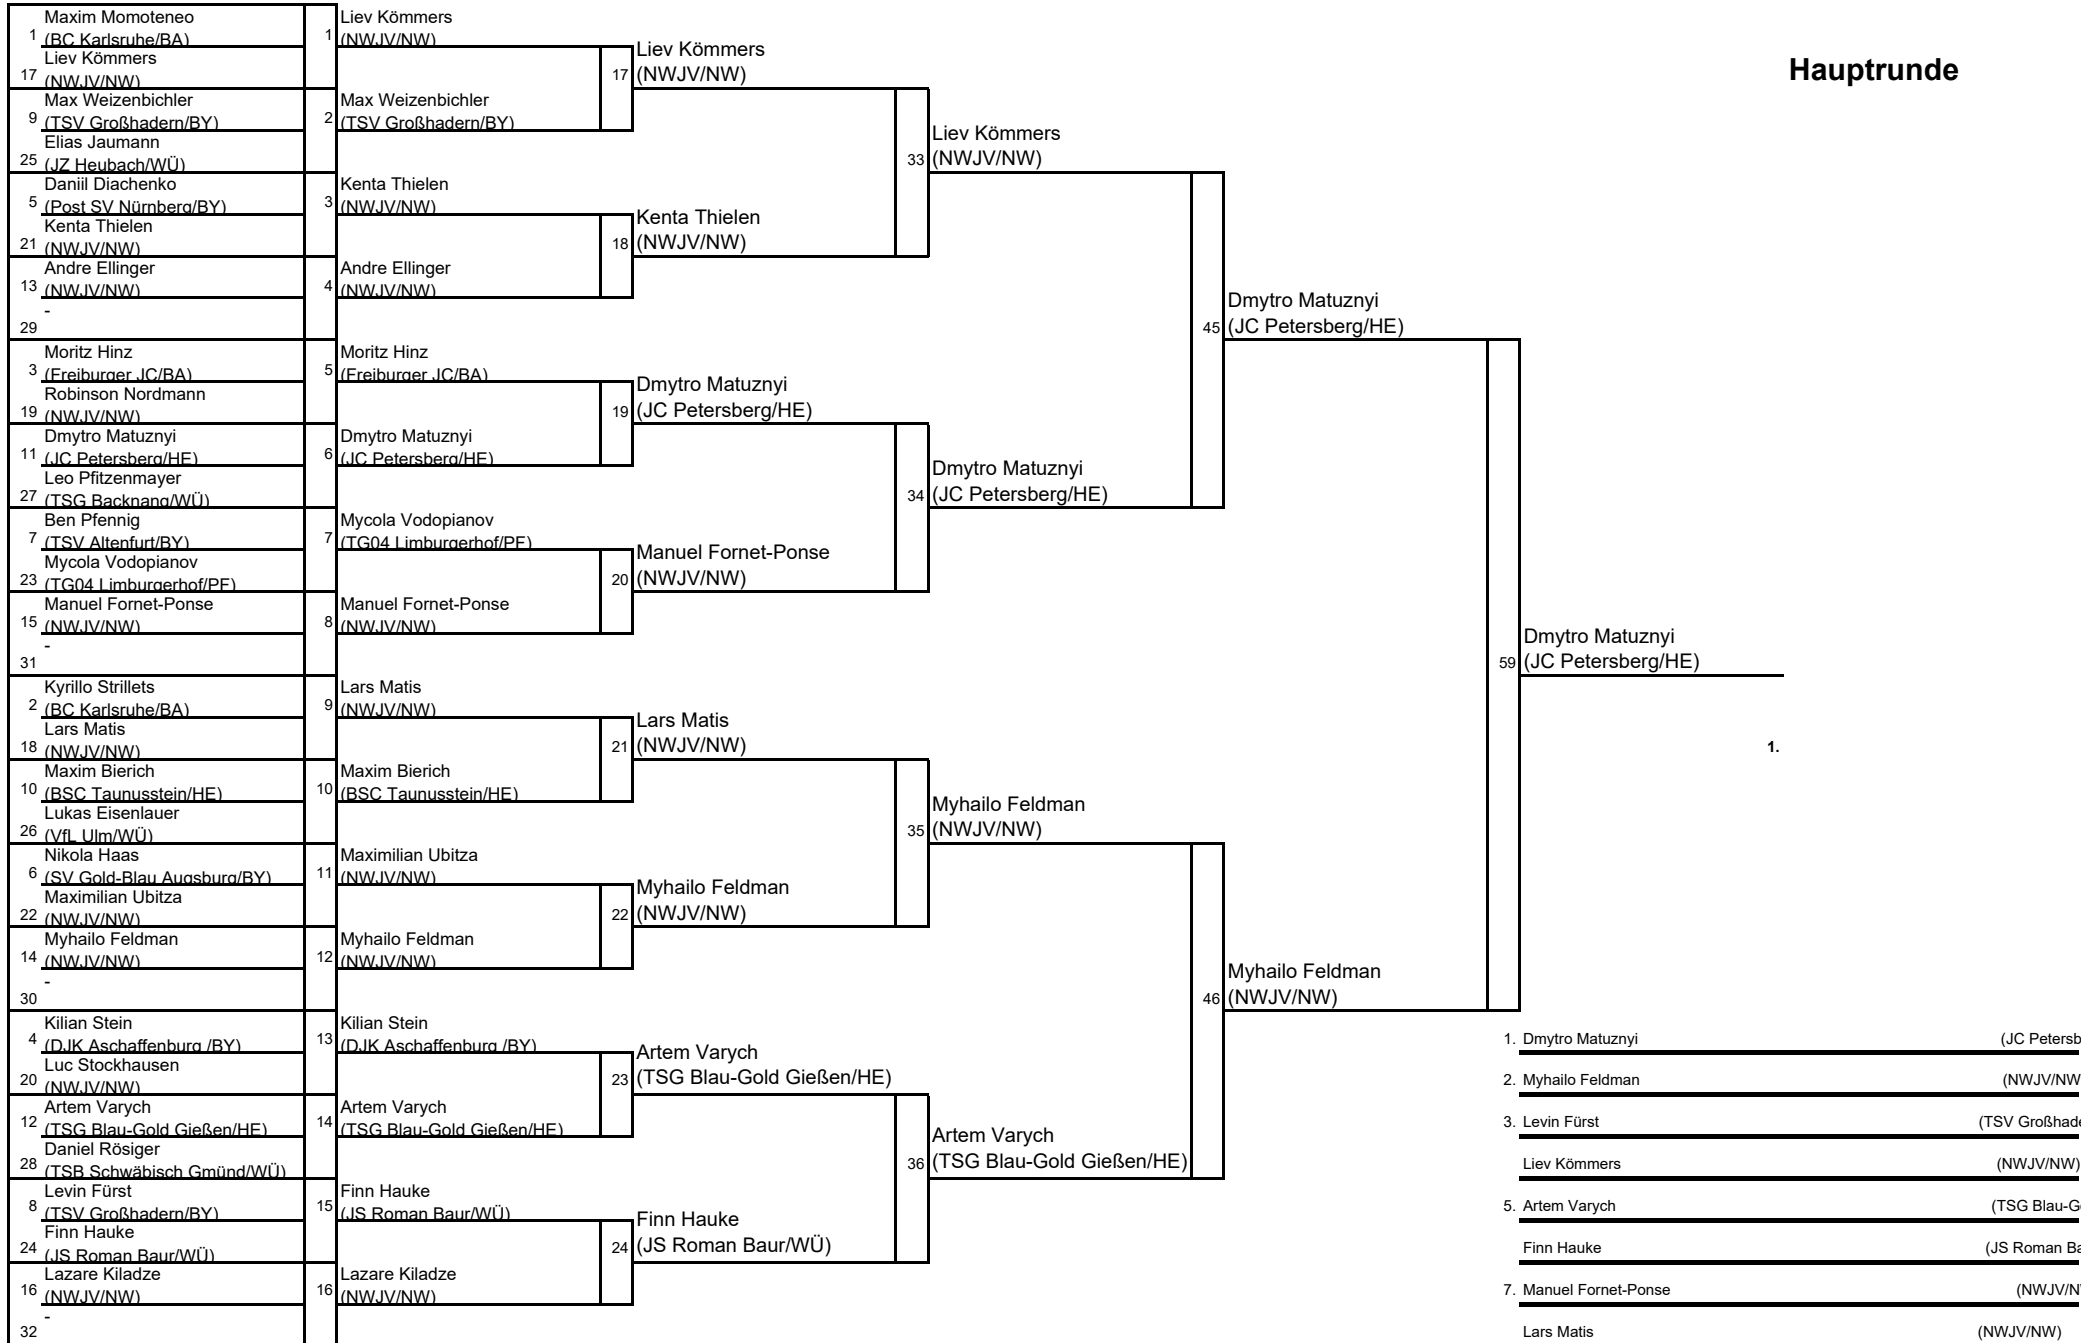 Hauptrunde
1 Maxim Momoteneo
(BC Karlsruhe/BA)
17 Liev Kömmers
(NWJV/NW)
9 Max Weizenbichler
(TSV Großhadern/BY)
25 Elias Jaumann
(JZ Heubach/WÜ)
5 Daniil Diachenko
(Post SV Nürnberg/BY)
21 Kenta Thielen
(NWJV/NW)
13 Andre Ellinger
(NWJV/NW)
29 -
3 Moritz Hinz
(Freiburger JC/BA)
19 Robinson Nordmann
(NWJV/NW)
11 Dmytro Matuznyi
(JC Petersberg/HE)
27 Leo Pfitzenmayer
(TSG Backnang/WÜ)
7 Ben Pfennig
(TSV Altenfurt/BY)
23 Mycola Vodopianov
(TG04 Limburgerhof/PF)
15 Manuel Fornet-Ponse
(NWJV/NW)
31 -
2 Kyrillo Strillets
(BC Karlsruhe/BA)
18 Lars Matis
(NWJV/NW)
10 Maxim Bierich
(BSC Taunusstein/HE)
26 Lukas Eisenlauer
(VfL Ulm/WÜ)
6 Nikola Haas
(SV Gold-Blau Augsburg/BY)
22 Maximilian Ubitza
(NWJV/NW)
14 Myhailo Feldman
(NWJV/NW)
30 -
4 Kilian Stein
(DJK Aschaffenburg /BY)
20 Luc Stockhausen
(NWJV/NW)
12 Artem Varych
(TSG Blau-Gold Gießen/HE)
28 Daniel Rösiger
(TSB Schwäbisch Gmünd/WÜ)
8 Levin Fürst
(TSV Großhadern/BY)
24 Finn Hauke
(JS Roman Baur/WÜ)
16 Lazare Kiladze
(NWJV/NW)
32 -
1 Liev Kömmers
(NWJV/NW)
2 Max Weizenbichler
(TSV Großhadern/BY)
3 Kenta Thielen
(NWJV/NW)
4 Andre Ellinger
(NWJV/NW)
5 Moritz Hinz
(Freiburger JC/BA)
6 Dmytro Matuznyi
(JC Petersberg/HE)
7 Mycola Vodopianov
(TG04 Limburgerhof/PF)
8 Manuel Fornet-Ponse
(NWJV/NW)
9 Lars Matis
(NWJV/NW)
10 Maxim Bierich
(BSC Taunusstein/HE)
11 Maximilian Ubitza
(NWJV/NW)
12 Myhailo Feldman
(NWJV/NW)
13 Kilian Stein
(DJK Aschaffenburg /BY)
14 Artem Varych
(TSG Blau-Gold Gießen/HE)
15 Finn Hauke
(JS Roman Baur/WÜ)
16 Lazare Kiladze
(NWJV/NW)
17 Liev Kömmers
(NWJV/NW)
18 Kenta Thielen
(NWJV/NW)
19 Dmytro Matuznyi
(JC Petersberg/HE)
20 Manuel Fornet-Ponse
(NWJV/NW)
21 Lars Matis
(NWJV/NW)
22 Myhailo Feldman
(NWJV/NW)
23 Artem Varych
(TSG Blau-Gold Gießen/HE)
24 Finn Hauke
(JS Roman Baur/WÜ)
33 Liev Kömmers
(NWJV/NW)
34 Dmytro Matuznyi
(JC Petersberg/HE)
35 Myhailo Feldman
(NWJV/NW)
36 Artem Varych
(TSG Blau-Gold Gießen/HE)
45 Dmytro Matuznyi
(JC Petersberg/HE)
46 Myhailo Feldman
(NWJV/NW)
59 Dmytro Matuznyi
(JC Petersberg/HE)
1.
1. Dmytro Matuznyi (JC Petersb
2. Myhailo Feldman (NWJV/NW
3. Levin Fürst (TSV Großhade
Liev Kömmers (NWJV/NW)
5. Artem Varych (TSG Blau-G
Finn Hauke (JS Roman Ba
7. Manuel Fornet-Ponse (NWJV/N
Lars Matis (NWJV/NW)